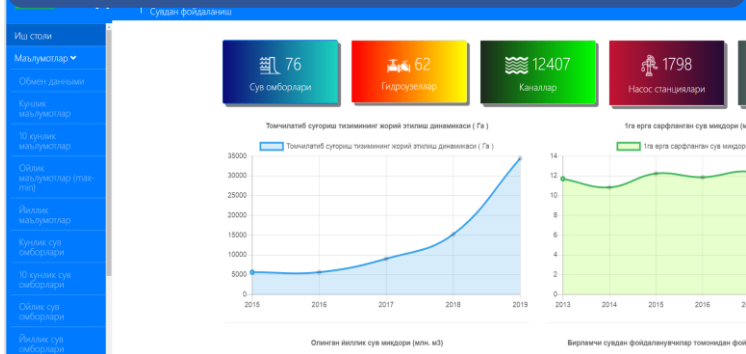 Сувдан фойдаланиш
Иш столи
Маълумотлар
Обмен данными
Кунлик
маълумотлар
10 кунлик
маълумотлар
Ойлик
маълумотлар (max-
min)
Йиллик
маълумотлар
Кунлик сув
омборлари
10 кунлик сув
омборлари
Ойлик сув
омборлари
Йиллик сув
омборлари
76
Сув омборлари
62
Гидроузеллар
12407
Каналлар
1798
Насос станциялари
Томчилатиб суғориш тизимининг жорий этилиш динамикаси ( Га )
Томчилатиб суғориш тизимининг жорий этилиш динамикаси ( Га )
35000
30000
25000
20000
15000
10000
5000
0
2015 2016 2017 2018 2019
1га ерга сарфланган сув миқдори
1га ерга сарфланган сув
14
12
10
8
6
4
2
0
2013 2014 2015 2016
Олинган йиллик сув миқдори (млн. м3)
Бирламчи сувдан фойдаланувчилар томонидан